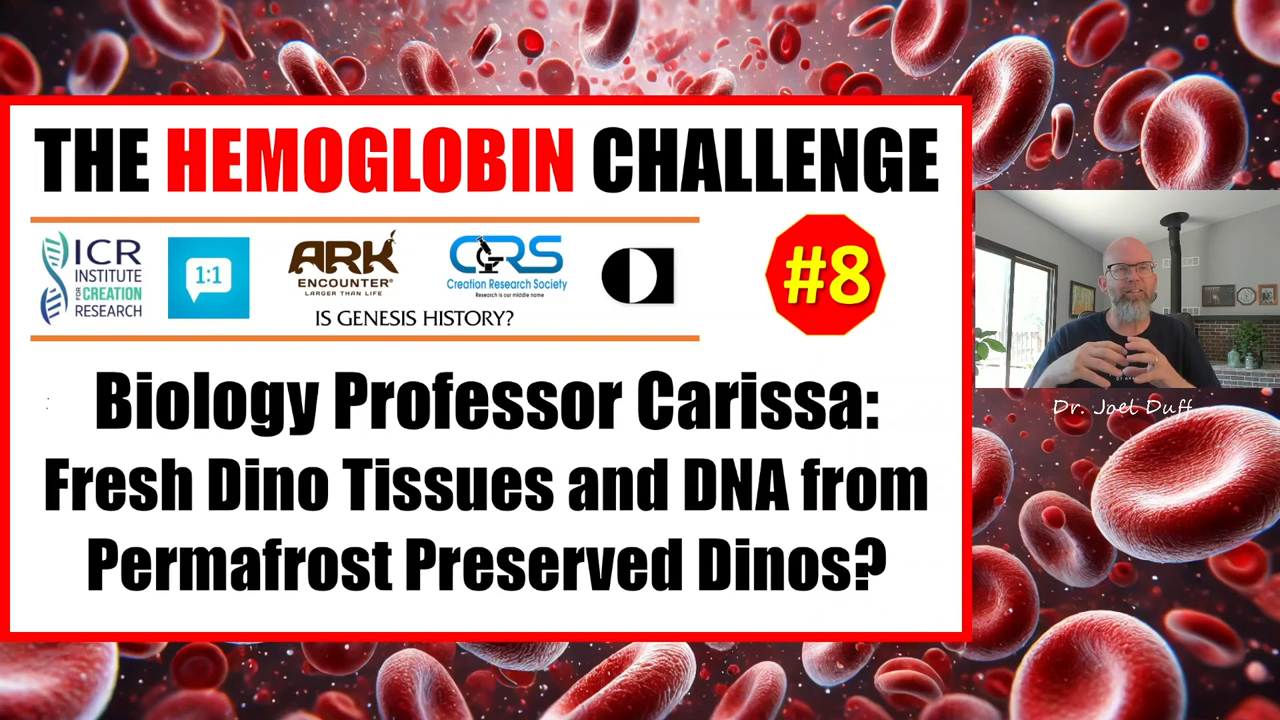 THE HEMOGLOBIN CHALLENGE
ICR
INSTITUTE
FOR CREATION
RESEARCH
1:1
ARK
ENCOUNTER®
LARGER THAN LIFE
CRS
Creation Research Society
Research is our middle name
IS GENESIS HISTORY?
#8
Biology Professor Carissa:
Fresh Dino Tissues and DNA from
Permafrost Preserved Dinos?
Dr. Joel Duff